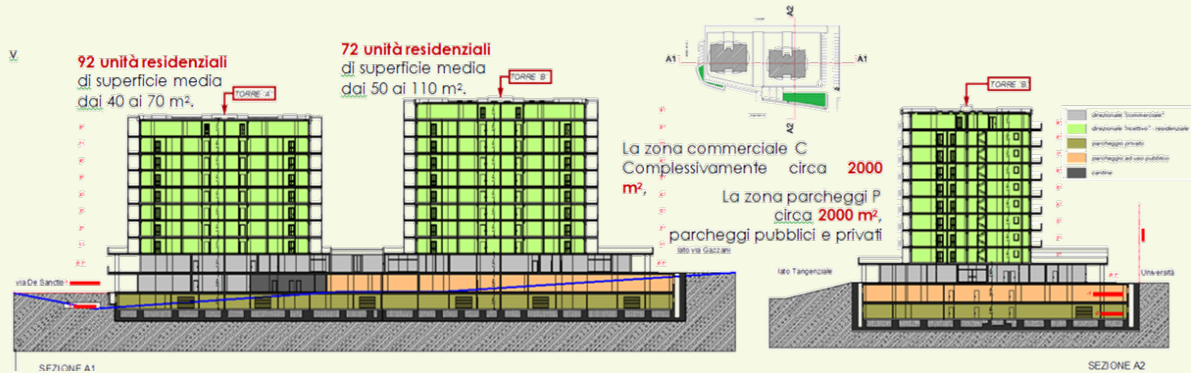 V
92 unità residenziali
di superficie media
dai 40 ai 70 m².
TORRE 'A'
72 unità residenziali
di superficie media
dai 50 ai 110 m².
TORRE 'B'
A2
A1
A1
A2
La zona commerciale C
Complessivamente circa 2000
m²,
La zona parcheggi P
circa 2000 m²,
parcheggi pubblici e privati
TORRE 'B'
direzionale "commerciale"
direzionale "ricettivo" - residenziale
parcheggio privato
parcheggio ad uso pubblico
cantine
via De Sanctis
lato via Gazzani
lato Tangenziale
Università
SEZIONE A1
SEZIONE A2